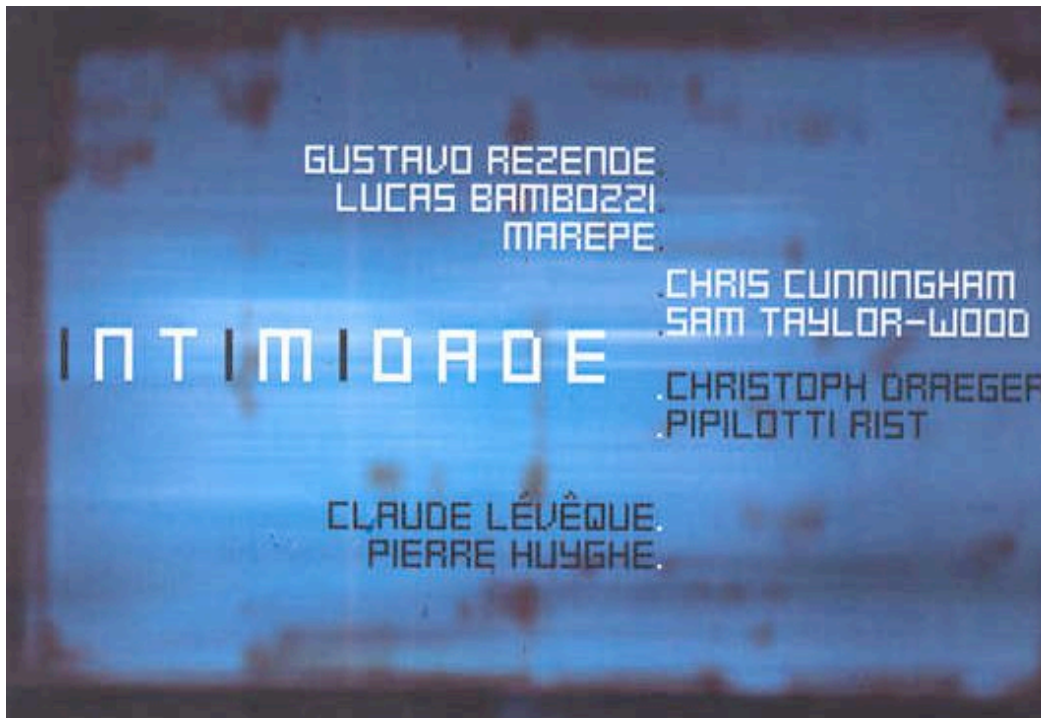 GUSTAVO REZENDE.
LUCAS BAMBOZZI.
MAREPE.
.CHRIS CUNNINGHAM
.SAM TAYLOR-WOOD
INTIMIDADE
.CHRISTOPH DRAEGER
.PIPILOTTI RIST
CLAUDE LÉVÊQUE.
PIERRE HUYGHE.